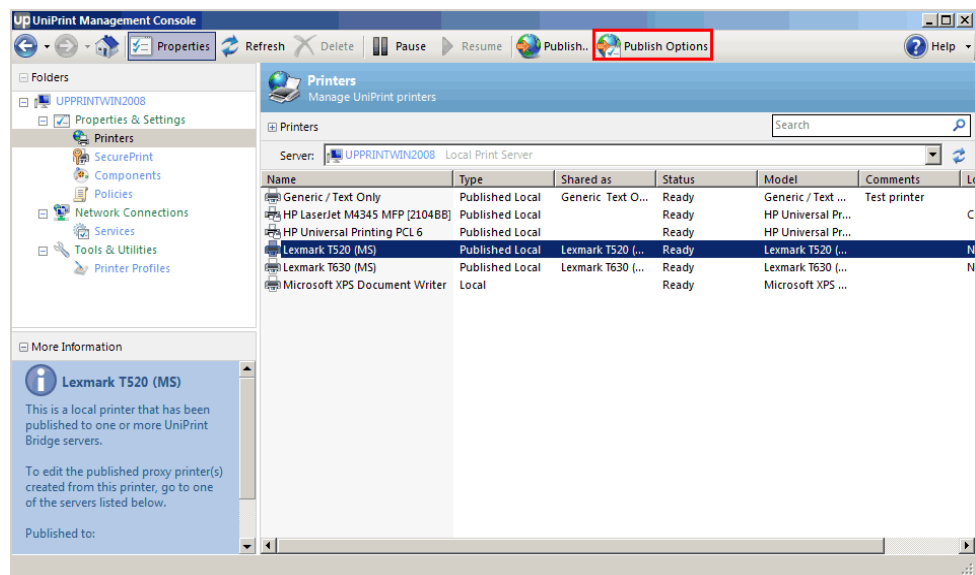 UniPrint Management Console
Properties Refresh Delete Pause Resume Publish.. Publish Options Help
Folders
UPPRINTWIN2008
Properties & Settings
Printers
SecurePrint
Components
Policies
Network Connections
Services
Tools & Utilities
Printer Profiles
More Information
Lexmark T520 (MS)
This is a local printer that has been
published to one or more UniPrint
Bridge servers.
To edit the published proxy printer(s)
created from this printer, go to one
of the servers listed below.
Published to:
Printers
Manage UniPrint printers
Printers Search
Server: UPPRINTWIN2008 Local Print Server
Name Type Shared as Status Model Comments Lo
Generic / Text Only Published Local Generic Text O... Ready Generic / Text ... Test printer
HP LaserJet M4345 MFP [2104BB] Published Local Ready HP Universal Pr... C
HP Universal Printing PCL 6 Published Local Ready HP Universal Pr...
Lexmark T520 (MS) Published Local Lexmark T520 (... Ready Lexmark T520 (... N
Lexmark T630 (MS) Published Local Lexmark T630 (... Ready Lexmark T630 (... N
Microsoft XPS Document Writer Local Ready Microsoft XPS ...